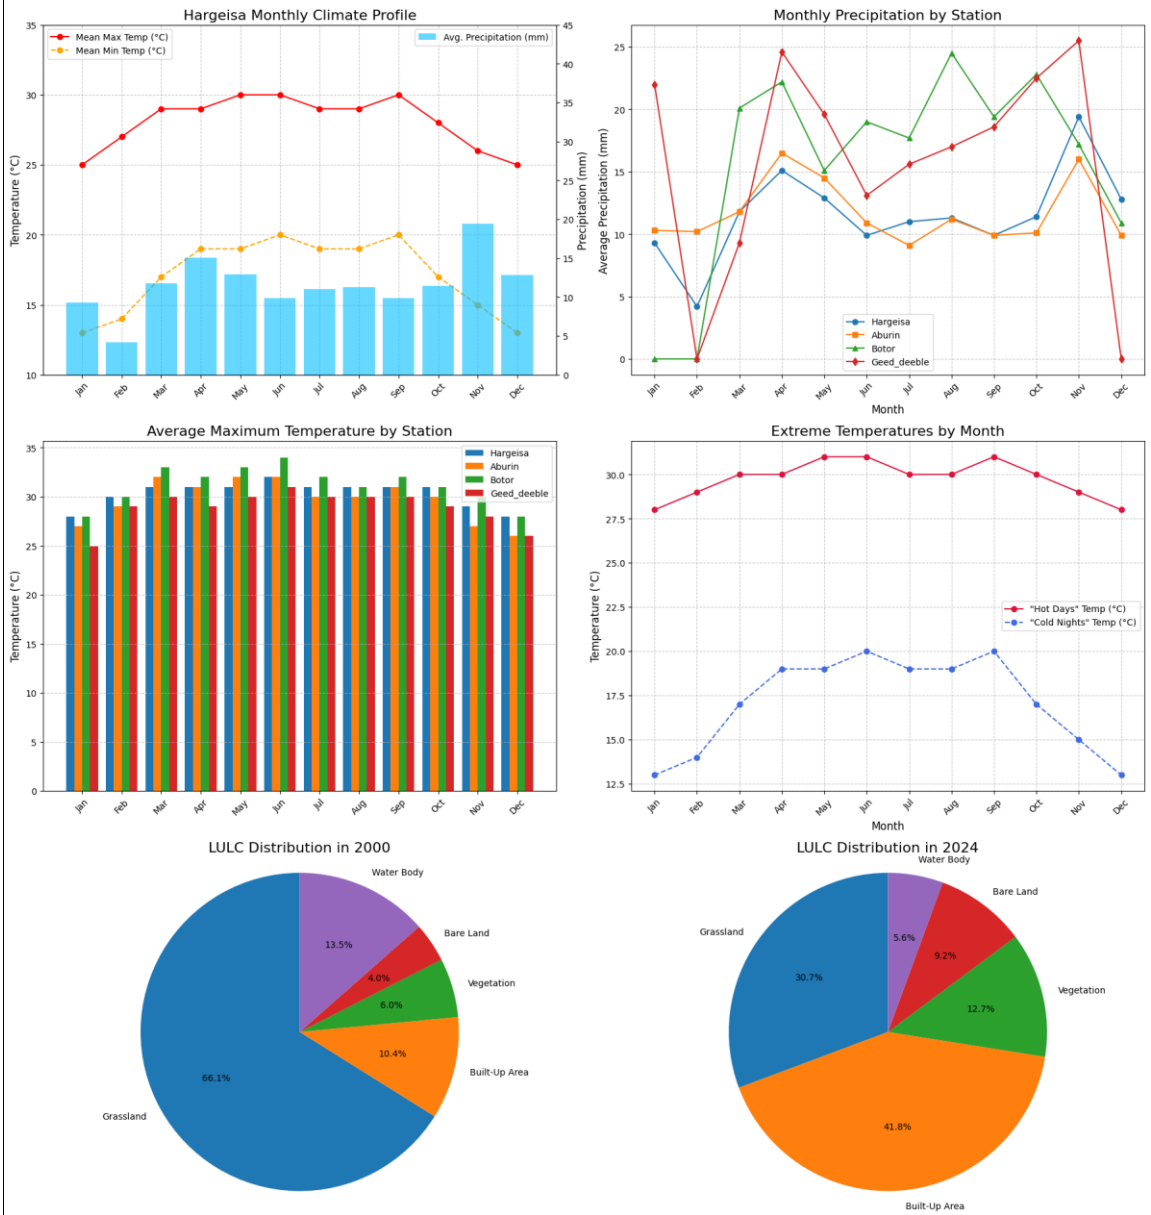 Hargeisa Monthly Climate Profile
Mean Max Temp (°C)
Mean Min Temp (°C)
Avg. Precipitation (mm)
Temperature (°C)
35
30
25
20
15
10
Precipitation (mm)
45
40
35
30
25
20
15
10
5
0
Jan Feb Mar Apr May Jun Jul Aug Sep Oct Nov Dec
Monthly Precipitation by Station
Average Precipitation (mm)
25
20
15
10
5
0
Hargeisa
Aburin
Botor
Geed_deeble
Jan Feb Mar Apr May Jun Jul Aug Sep Oct Nov Dec
Month
Average Maximum Temperature by Station
Temperature (°C)
35
30
25
20
15
10
5
0
Hargeisa
Aburin
Botor
Geed_deeble
Jan Feb Mar Apr May Jun Jul Aug Sep Oct Nov Dec
Extreme Temperatures by Month
Temperature (°C)
30.0
27.5
25.0
22.5
20.0
17.5
15.0
12.5
"Hot Days" Temp (°C)
"Cold Nights" Temp (°C)
Jan Feb Mar Apr May Jun Jul Aug Sep Oct Nov Dec
Month
LULC Distribution in 2000
Water Body
13.5%
Bare Land
4.0%
Vegetation
6.0%
Built-Up Area
10.4%
Grassland
66.1%
LULC Distribution in 2024
Water Body
5.6%
Bare Land
9.2%
Vegetation
12.7%
Grassland
30.7%
41.8%
Built-Up Area